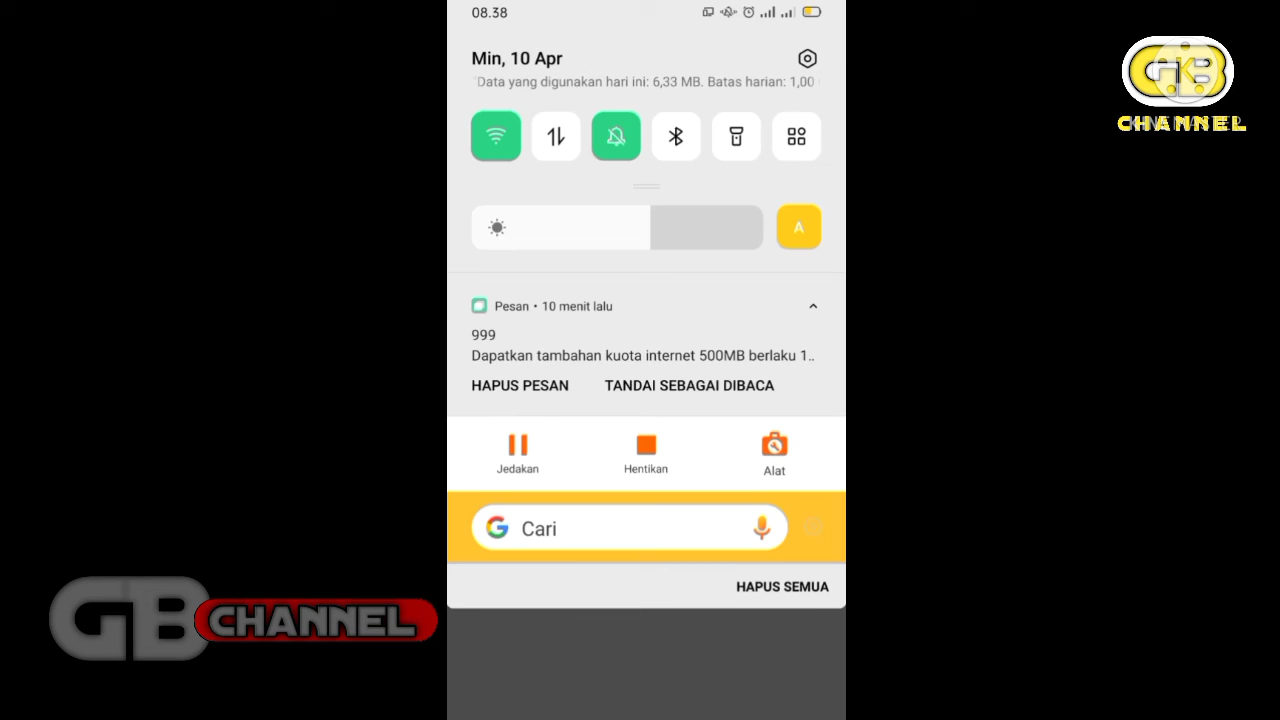 08.38
Min, 10 Apr
Data yang digunakan hari ini: 6,33 MB. Batas harian: 1,00
A
Pesan • 10 menit lalu
999
Dapatkan tambahan kuota internet 500MB berlaku 1..
HAPUS PESAN TANDAI SEBAGAI DIBACA
Jedakan Hentikan Alat
G Cari
HAPUS SEMUA
GB CHANNEL
GB
CHANNEL